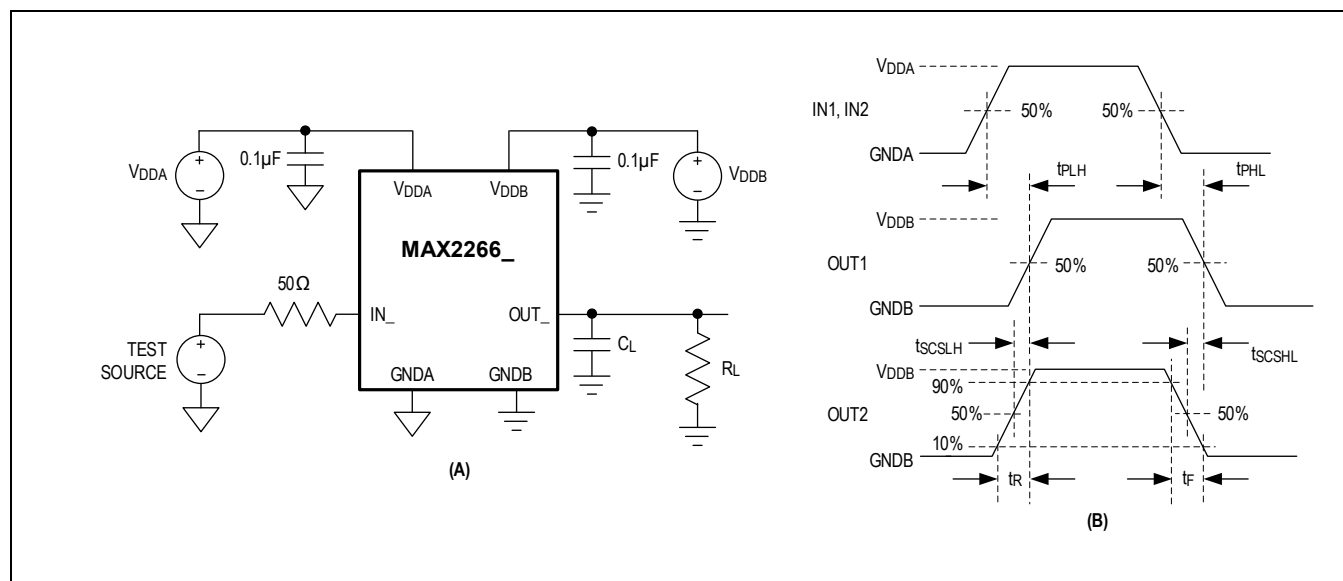 VDDA
0.1µF
VDDA
VDDB
0.1µF
VDDB
MAX2266_
50Ω
IN_
OUT_
TEST
SOURCE
GNDA
GNDB
CL
RL
(A)
VDDA
IN1, IN2
50%
50%
GNDA
tPLH
tPHL
VDDB
OUT1
50%
50%
GNDB
tSCSLH
tSCSHL
VDDB
90%
OUT2
50%
50%
10%
GNDB
tR
tF
(B)